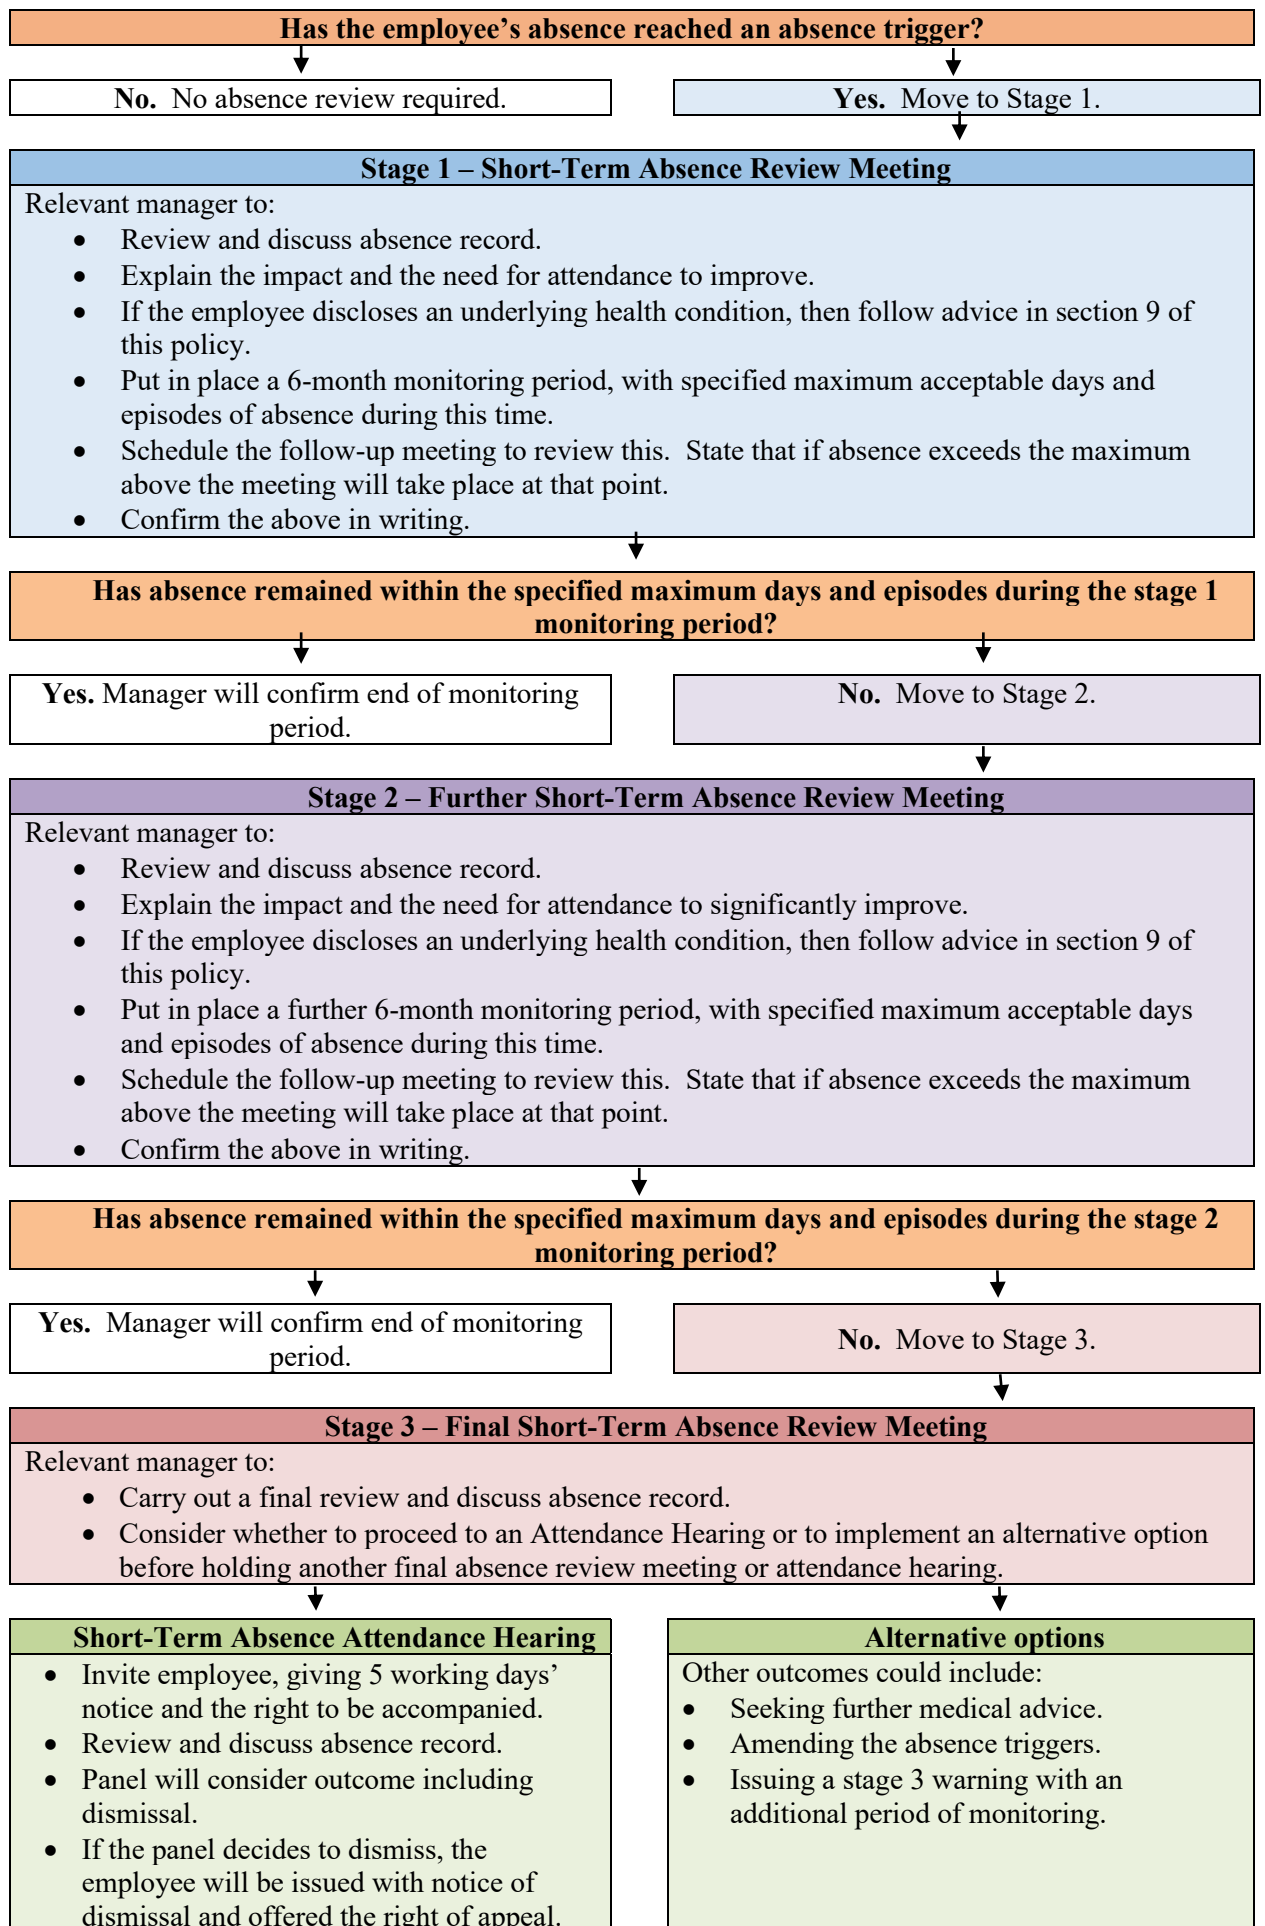 Has the employee’s absence reached an absence trigger?
No.  No absence review required.
Yes.  Move to Stage 1.
Stage 1 – Short-Term Absence Review Meeting
Relevant manager to:
• Review and discuss absence record.
• Explain the impact and the need for attendance to improve.
• If the employee discloses an underlying health condition, then follow advice in section 9 of
this policy.
• Put in place a 6-month monitoring period, with specified maximum acceptable days and
episodes of absence during this time.
• Schedule the follow-up meeting to review this.  State that if absence exceeds the maximum
above the meeting will take place at that point.
• Confirm the above in writing.
Has absence remained within the specified maximum days and episodes during the stage 1
monitoring period?
Yes. Manager will confirm end of monitoring
period.
No.  Move to Stage 2.
Stage 2 – Further Short-Term Absence Review Meeting
Relevant manager to:
• Review and discuss absence record.
• Explain the impact and the need for attendance to significantly improve.
• If the employee discloses an underlying health condition, then follow advice in section 9 of
this policy.
• Put in place a further 6-month monitoring period, with specified maximum acceptable days
and episodes of absence during this time.
• Schedule the follow-up meeting to review this.  State that if absence exceeds the maximum
above the meeting will take place at that point.
• Confirm the above in writing.
Has absence remained within the specified maximum days and episodes during the stage 2
monitoring period?
Yes.  Manager will confirm end of monitoring
period.
No.  Move to Stage 3.
Stage 3 – Final Short-Term Absence Review Meeting
Relevant manager to:
• Carry out a final review and discuss absence record.
• Consider whether to proceed to an Attendance Hearing or to implement an alternative option
before holding another final absence review meeting or attendance hearing.
Short-Term Absence Attendance Hearing
• Invite employee, giving 5 working days’
notice and the right to be accompanied.
• Review and discuss absence record.
• Panel will consider outcome including
dismissal.
• If the panel decides to dismiss, the
employee will be issued with notice of
dismissal and offered the right of appeal.
Alternative options
Other outcomes could include:
• Seeking further medical advice.
• Amending the absence triggers.
• Issuing a stage 3 warning with an
additional period of monitoring.